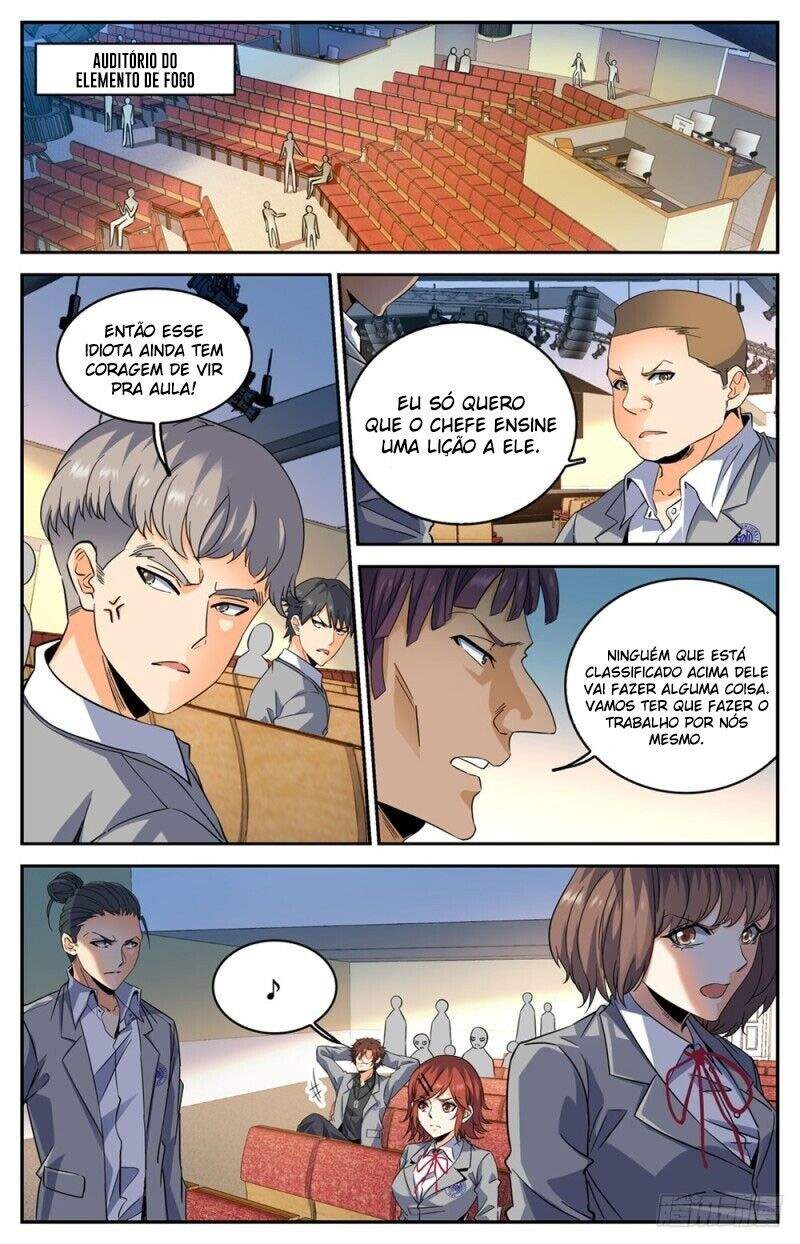 AUDITÓRIO DO
ELEMENTO DE FOGO
ENTÃO ESSE
IDIOTA AINDA TEM
CORAGEM DE VIR
PRA AULA!
EU SÓ QUERO
QUE O CHEFE ENSINE
UMA LIÇÃO A ELE.
NINGUÉM QUE ESTÁ
CLASSIFICADO ACIMA DELE
VAI FAZER ALGUMA COISA.
VAMOS TER QUE FAZER O
TRABALHO POR NÓS
MESMO.
♪